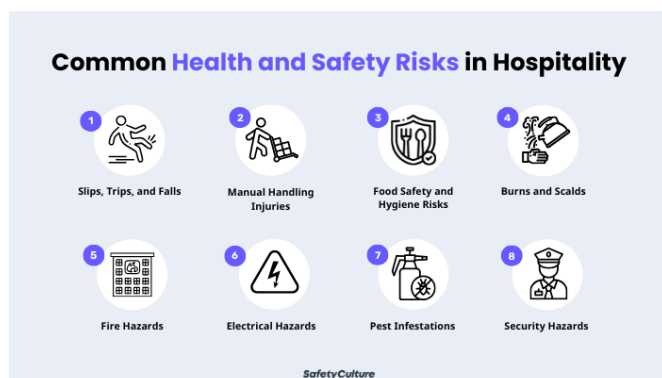 Common Health and Safety Risks in Hospitality
1
2
3
4
Slips, Trips, and Falls
Manual Handling
Injuries
Food Safety and
Hygiene Risks
Burns and Scalds
5
6
7
8
Fire Hazards
Electrical Hazards
Pest Infestations
Security Hazards
SafetyCulture